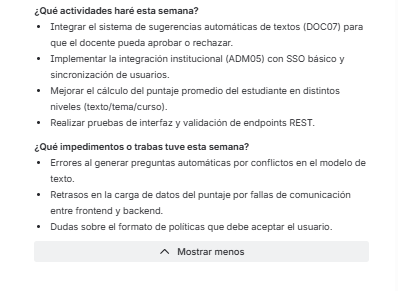 ¿Qué actividades haré esta semana?
• Integrar el sistema de sugerencias automáticas de textos (DOC07) para
que el docente pueda aprobar o rechazar.
• Implementar la integración institucional (ADM05) con SSO básico y
sincronización de usuarios.
• Mejorar el cálculo del puntaje promedio del estudiante en distintos
niveles (texto/tema/curso).
• Realizar pruebas de interfaz y validación de endpoints REST.
¿Qué impedimentos o trabas tuve esta semana?
• Errores al generar preguntas automáticas por conflictos en el modelo de
texto.
• Retrasos en la carga de datos del puntaje por fallas de comunicación
entre frontend y backend.
• Dudas sobre el formato de políticas que debe aceptar el usuario.
Mostrar menos